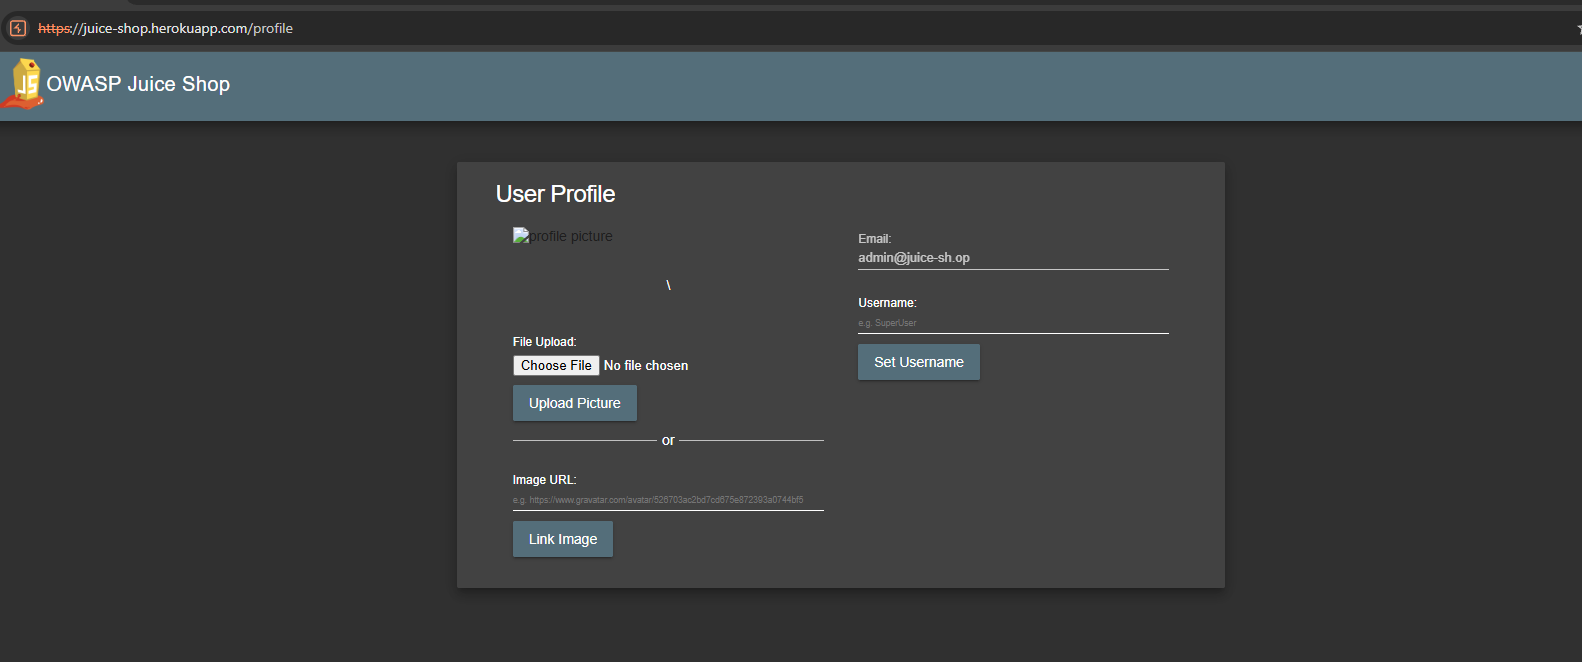 https://juice-shop.herokuapp.com/profile
OWASP Juice Shop
User Profile
profile picture
\
File Upload:
Choose File No file chosen
Upload Picture
or
Image URL:
e.g. https://www.gravatar.com/avatar/526703ac2bd7cd675e872393a0744bf5
Link Image
Email:
admin@juice-sh.op
Username:
e.g. SuperUser
Set Username